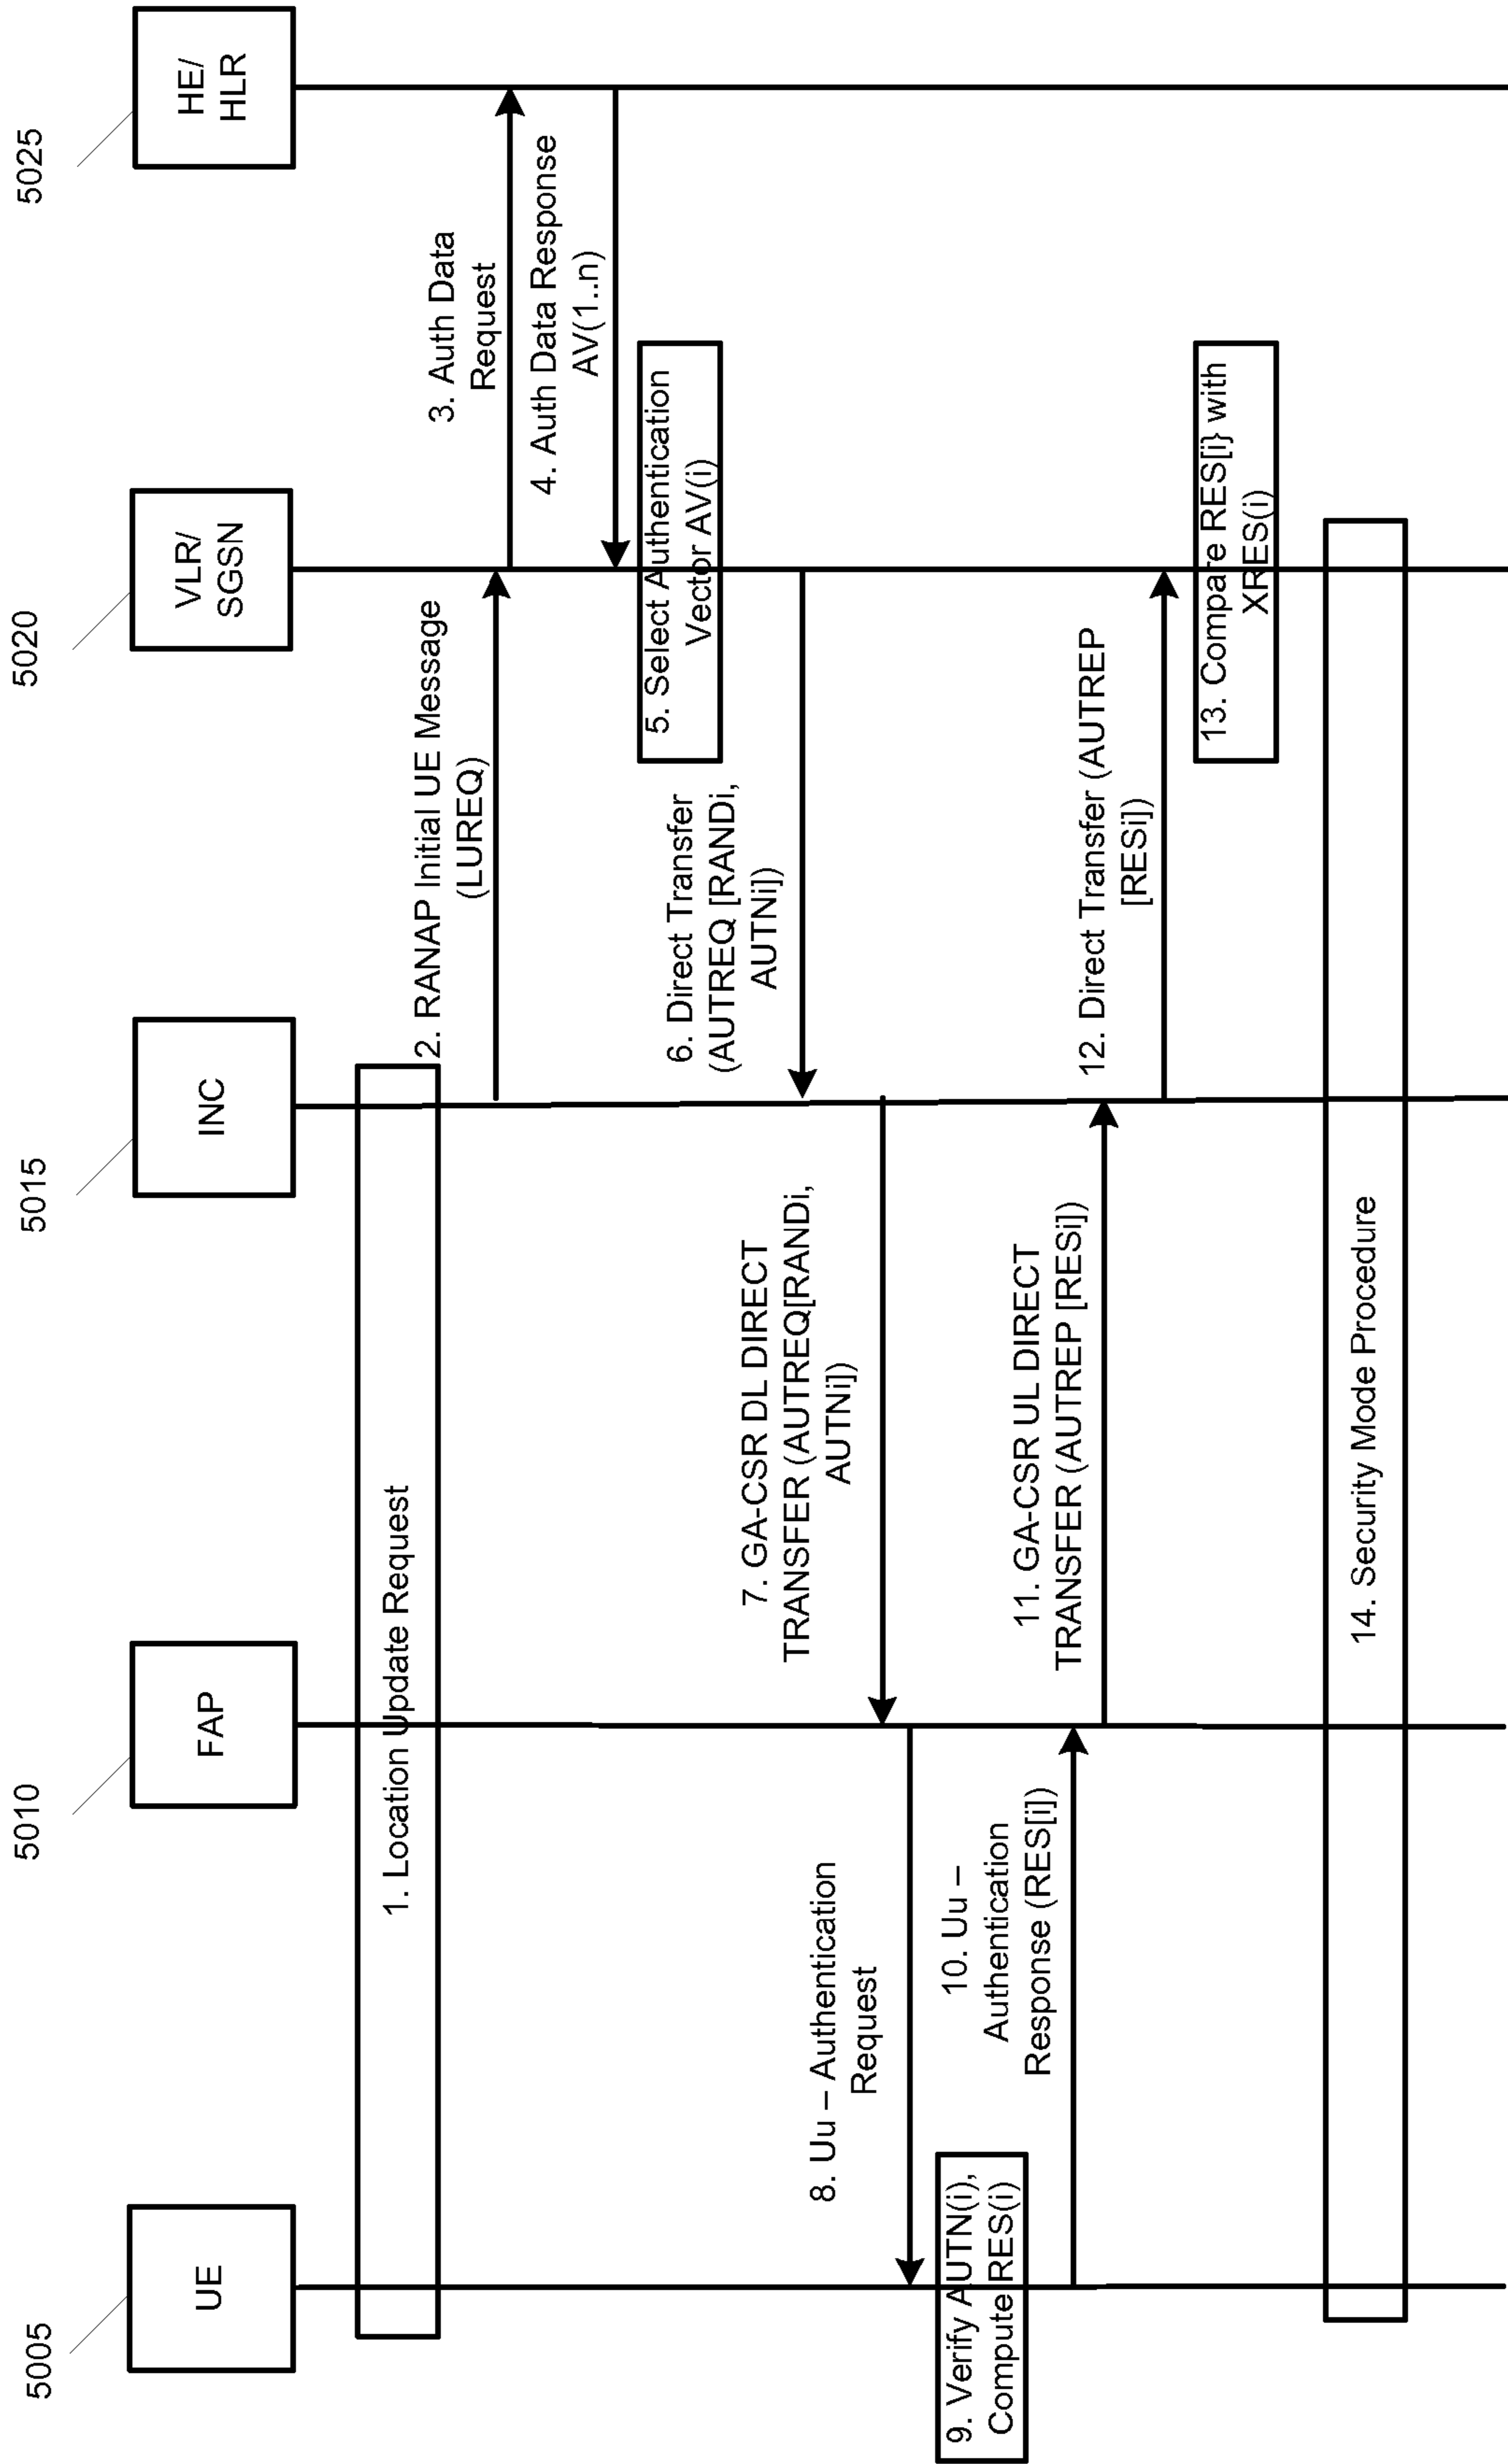 5005
5010
5015
5020
5025
UE
FAP
INC
VLR/
SGSN
HE/
HLR
1. Location Update Request
2. RANAP Initial UE Message
(LUREQ)
3. Auth Data
Request
4. Auth Data Response
AV(1..n)
5. Select Authentication
Vector AV(i)
6. Direct Transfer
(AUTREQ [RANDi,
AUTNi])
7. GA-CSR DL DIRECT
TRANSFER (AUTREQ[RANDi,
AUTNi])
8. Uu – Authentication
Request
9. Verify AUTN(i),
Compute RES(i)
10. Uu –
Authentication
Response (RES[i])
11. GA-CSR UL DIRECT
TRANSFER (AUTREP [RESi])
12. Direct Transfer (AUTREP
[RESi])
13. Compare RES[i} with
XRES(i)
14. Security Mode Procedure